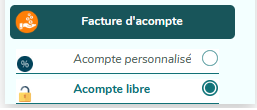 Facture d'acompte
% Acompte personnalisé
Acompte libre